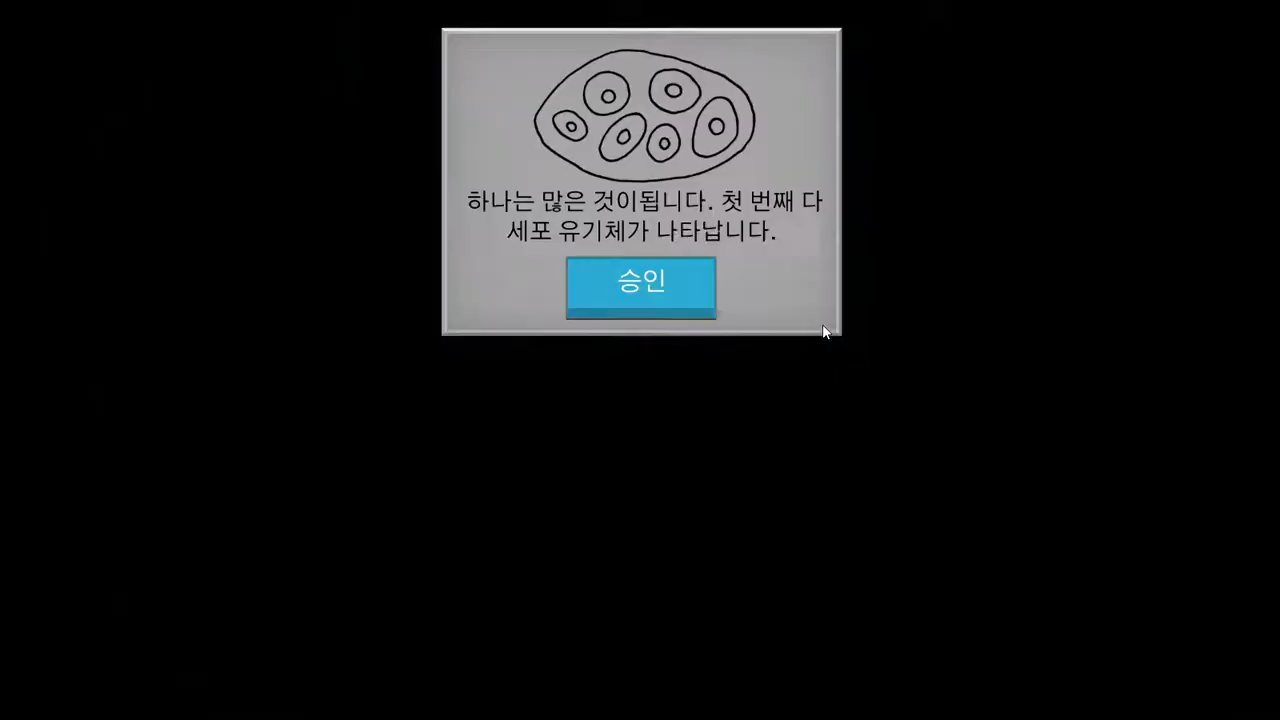 하나는 많은 것이됩니다. 첫 번째 다
세포 유기체가 나타납니다.
승인